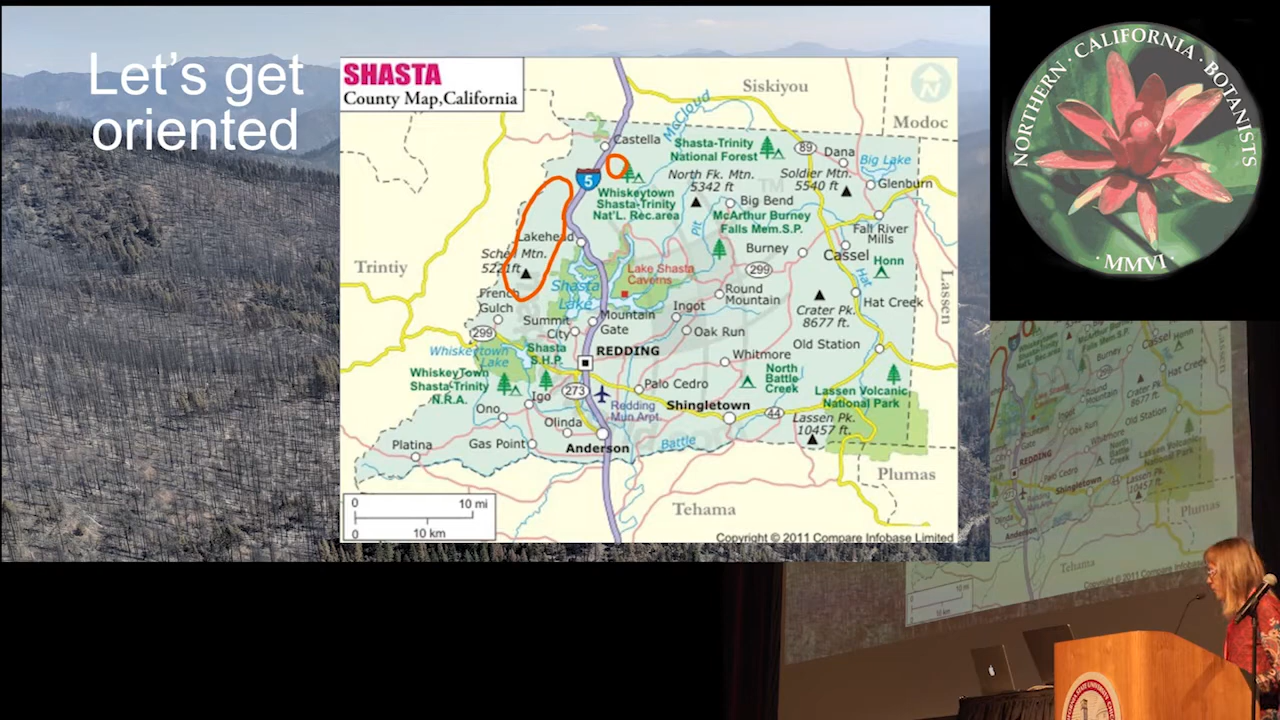 Let's get
oriented
SHASTA
County Map,California
Siskiyou
Modoc
McCloud
Castella
Shasta-Trinity
National Forest
89
Dana
Big Lake
5
North Fk. Mtn.
5342 ft
Soldier Mtn.
5540 ft
Glenburn
Whiskeytown
Shasta-Trinity
Nat'L. Rec.area
Big Bend
McArthur Burney
Falls Mem.S.P.
Pit
Fall River
Mills
Lakehead
Burney
Cassel
Honn
Trintiy
Mtn.
5221ft
Lake Shasta
Caverns
299
Hat
Lassen
French
Gulch
Shasta
Lake
Round
Mountain
Hat Creek
Ingot
Crater Pk.
8677 ft.
Summit
City
Mountain
Gate
Oak Run
299
Old Station
Whiskeytown
Lake
Shasta
S.H.P.
REDDING
Whitmore
WhiskeyTown
Shasta-Trinity
N.R.A.
North
Battle
Creek
Lassen Volcanic
National Park
Palo Cedro
273
Igo
Redding
Mun.Arpt.
Shingletown
44
Lassen Pk.
10457 ft.
Ono
Olinda
Platina
Gas Point
Anderson
Battle
Plumas
Tehama
0
10 mi
0
10 km
Copyright © 2011 Compare Infobase Limited
N
NORTHERN · CALIFORNIA · BOTANISTS
· MMVI ·